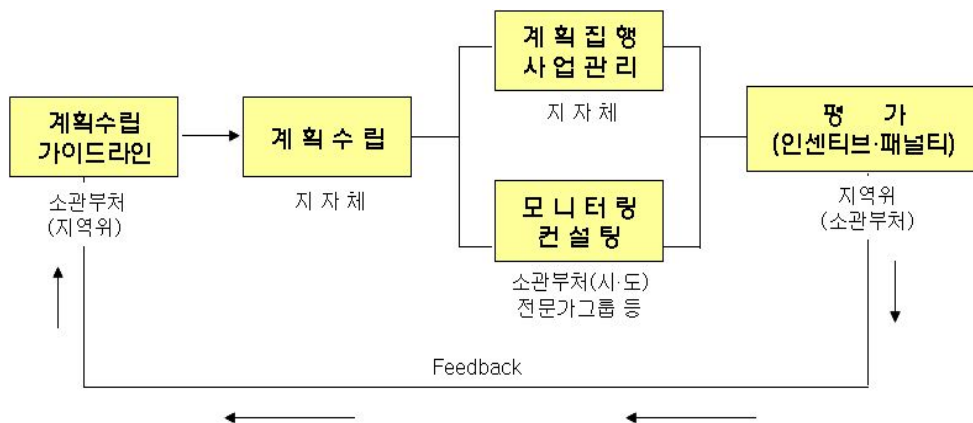 계획수립
가이드라인
소관부처
(지역위)
계 획 수 립
지 자 체
계 획 집 행
사 업 관 리
지 자 체
모 니 터 링
컨 설 팅
소관부처(시·도)
전문가그룹 등
평 가
(인센티브·패널티)
지역위
(소관부처)
Feedback